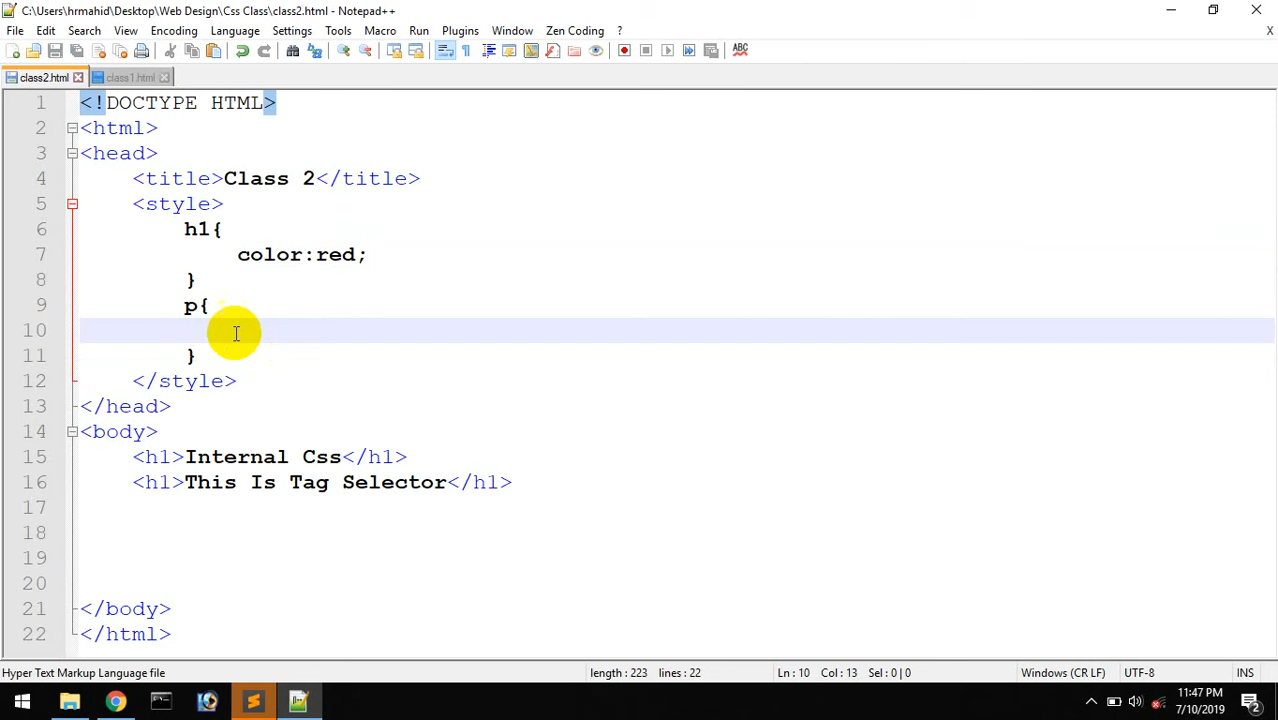 C:\Users\hrmahid\Desktop\Web Design\Css Class\class2.html - Notepad++
File Edit Search View Encoding Language Settings Tools Macro Run Plugins Window Zen Coding ? X
ABC
class2.html class1.html
1 <!DOCTYPE HTML>
2 <html>
3 <head>
4 <title>Class 2</title>
5 <style>
6 h1{
7 color:red;
8 }
9 p{
10
11 }
12 </style>
13 </head>
14 <body>
15 <h1>Internal Css</h1>
16 <h1>This Is Tag Selector</h1>
17
18
19
20
21 </body>
22 </html>
Hyper Text Markup Language file length : 223 lines : 22 Ln : 10 Col : 13 Sel : 0 | 0 Windows (CR LF) UTF-8 INS
11:47 PM
7/10/2019
2